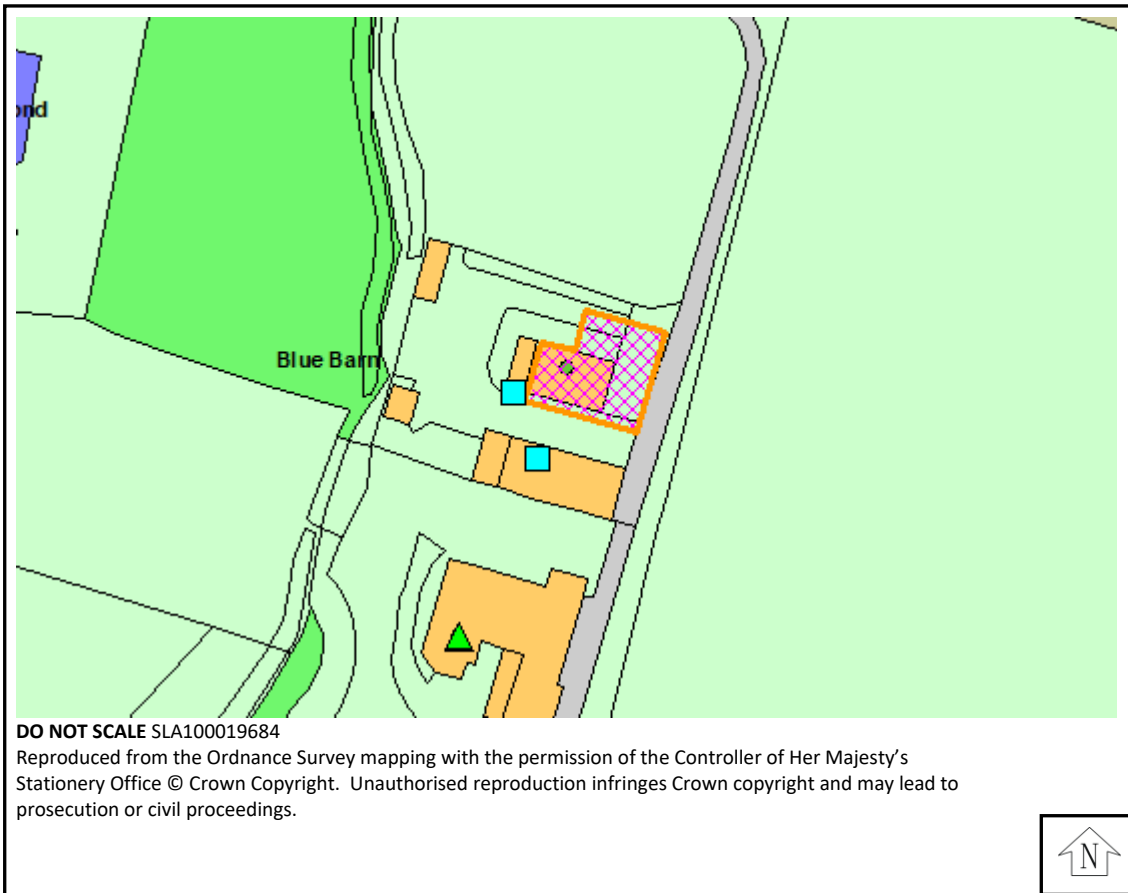 ond
Blue Barn
DO NOT SCALE SLA100019684
Reproduced from the Ordnance Survey mapping with the permission of the Controller of Her Majesty’s
Stationery Office © Crown Copyright.  Unauthorised reproduction infringes Crown copyright and may lead to
prosecution or civil proceedings.
N